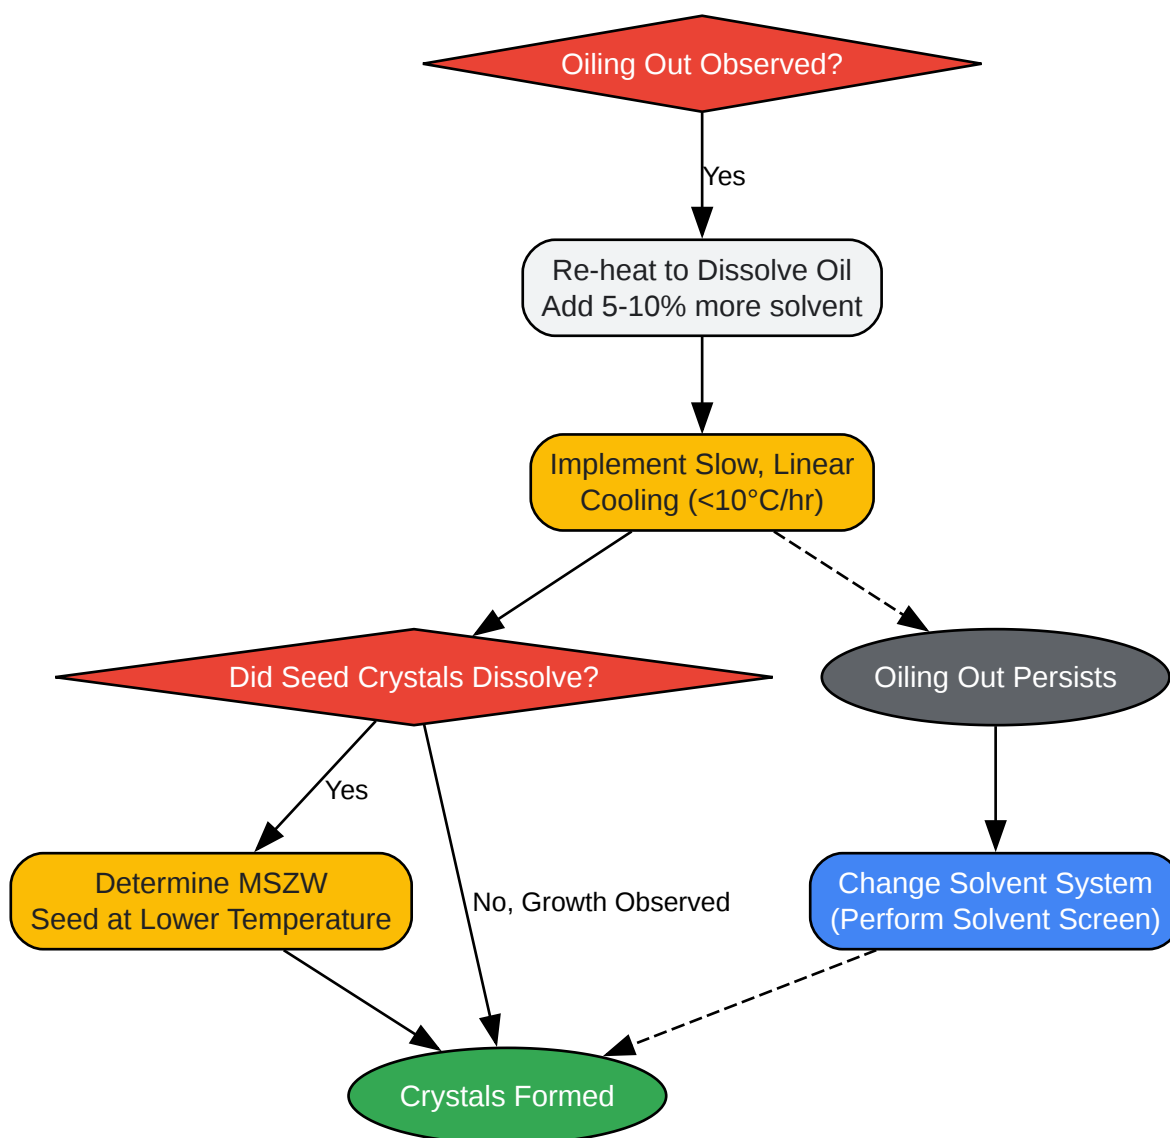 Oiling Out Observed?
Yes
Re-heat to Dissolve Oil
Add 5-10% more solvent
Implement Slow, Linear
Cooling (<10°C/hr)
Did Seed Crystals Dissolve?
Oiling Out Persists
Yes
Determine MSZW
Seed at Lower Temperature
No, Growth Observed
Change Solvent System
(Perform Solvent Screen)
Crystals Formed